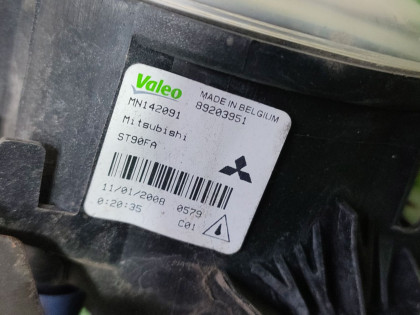 Valeo
MADE IN BELGIUM
MN142091
89203951
Mitsubishi
ST90FA
11/01/2008 0579
0:20:35
C01